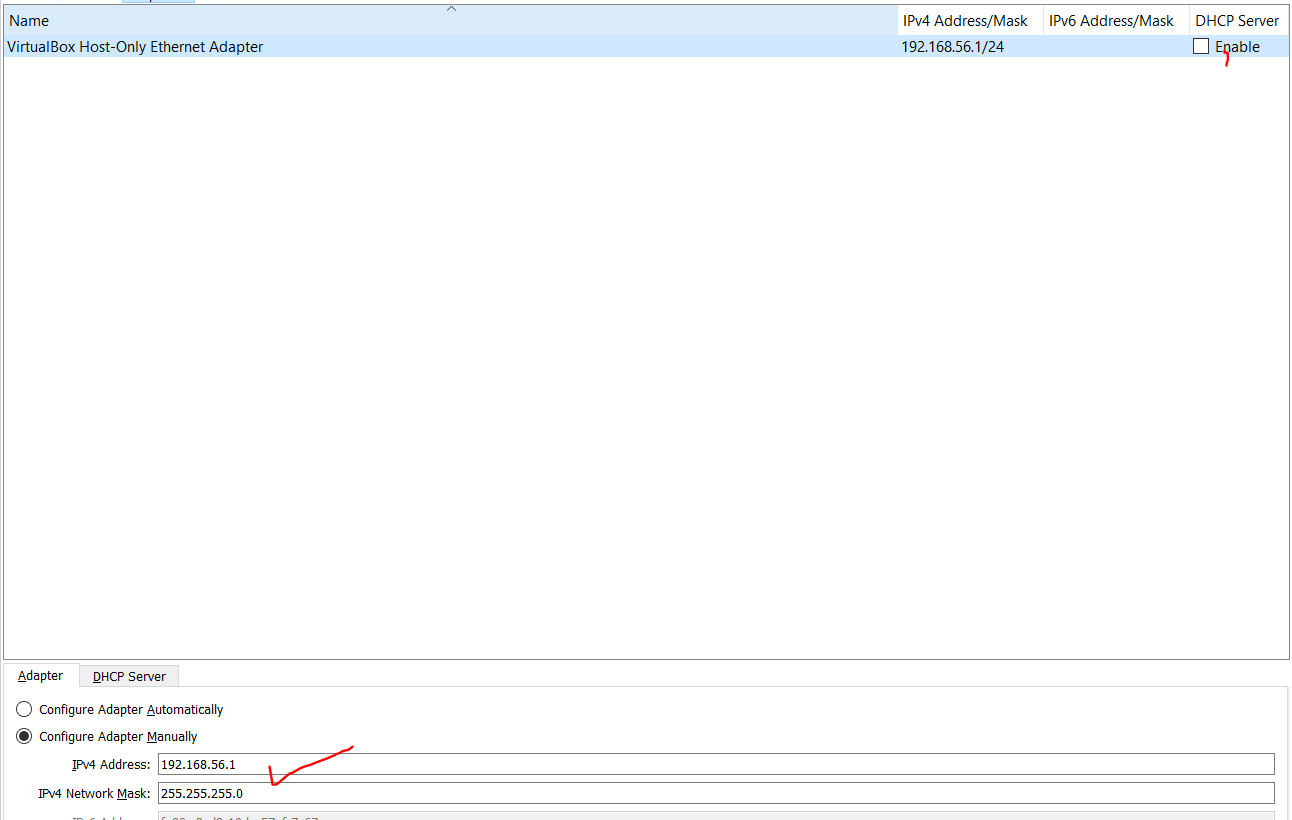 Name IPv4 Address/Mask IPv6 Address/Mask DHCP Server
VirtualBox Host-Only Ethernet Adapter 192.168.56.1/24 Enable
Adapter DHCP Server
Configure Adapter Automatically
Configure Adapter Manually
IPv4 Address: 192.168.56.1
IPv4 Network Mask: 255.255.255.0